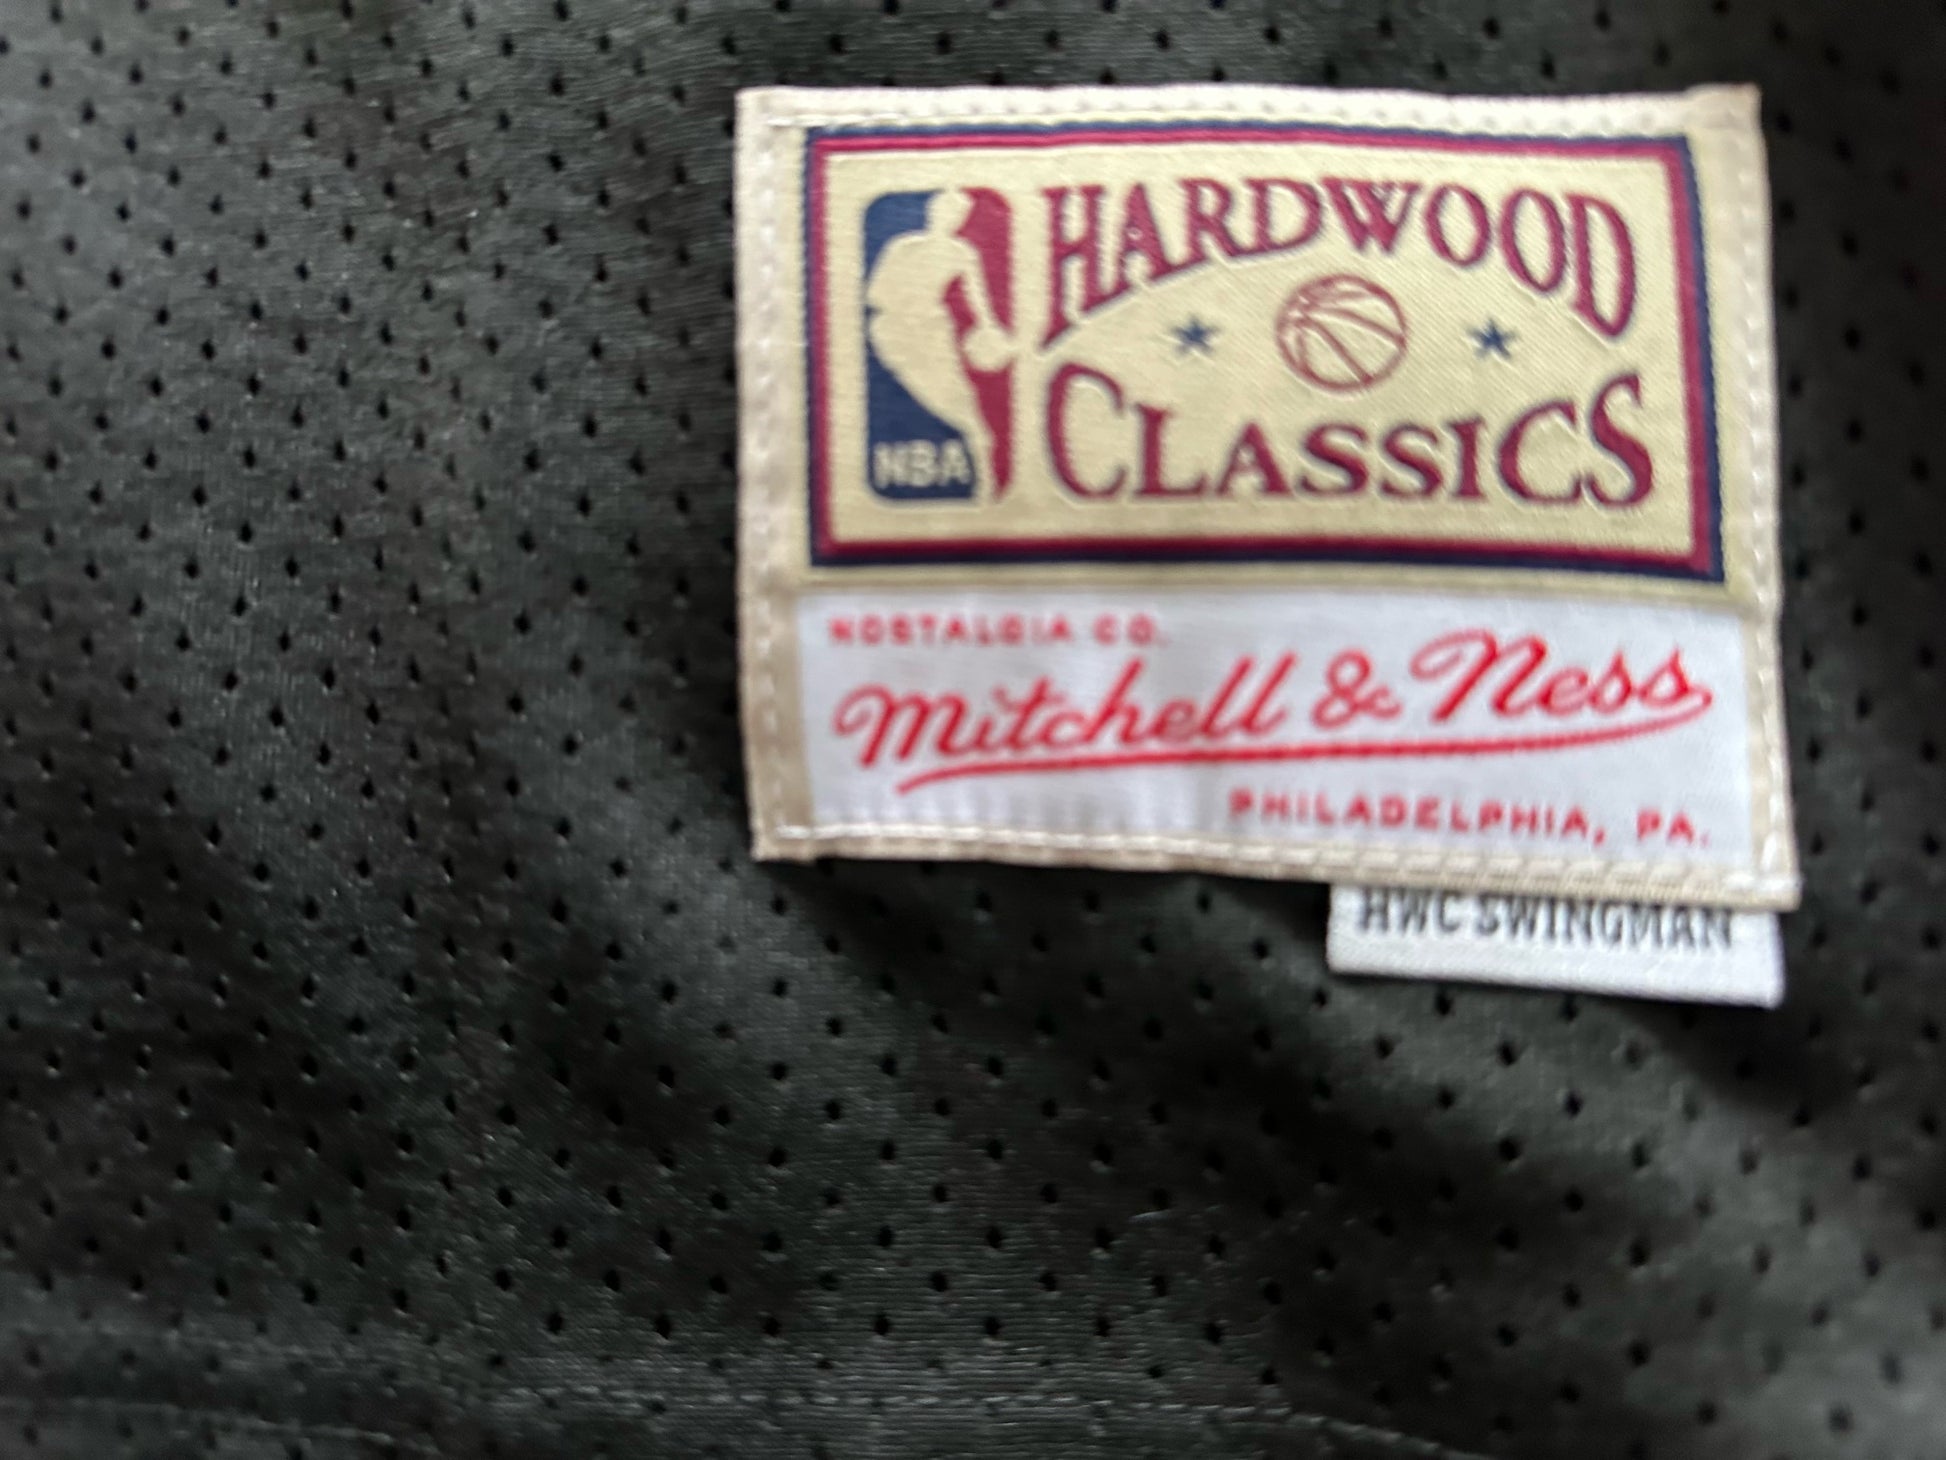 HARDWOOD
CLASSICS
NBA
NOSTALGIA CO.
Mitchell & Ness
PHILADELPHIA, PA.
HWC SWINGMAN